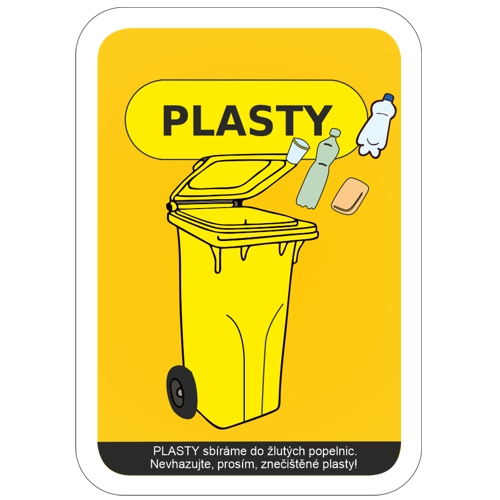 PLASTY
PLASTY sbíráme do žlutých popelnic.
Nevhazujte, prosím, znečištěné plasty!